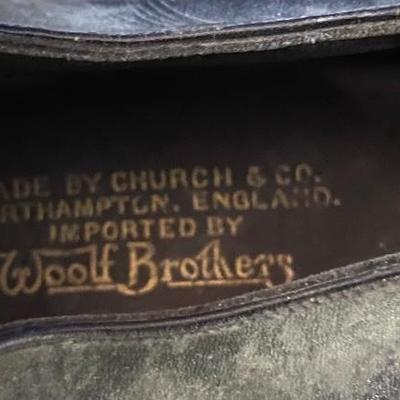 ADE BY CHURCH & CO.
RTHAMPTON. ENGLAND.
IMPORTED BY
Woolf Brothers